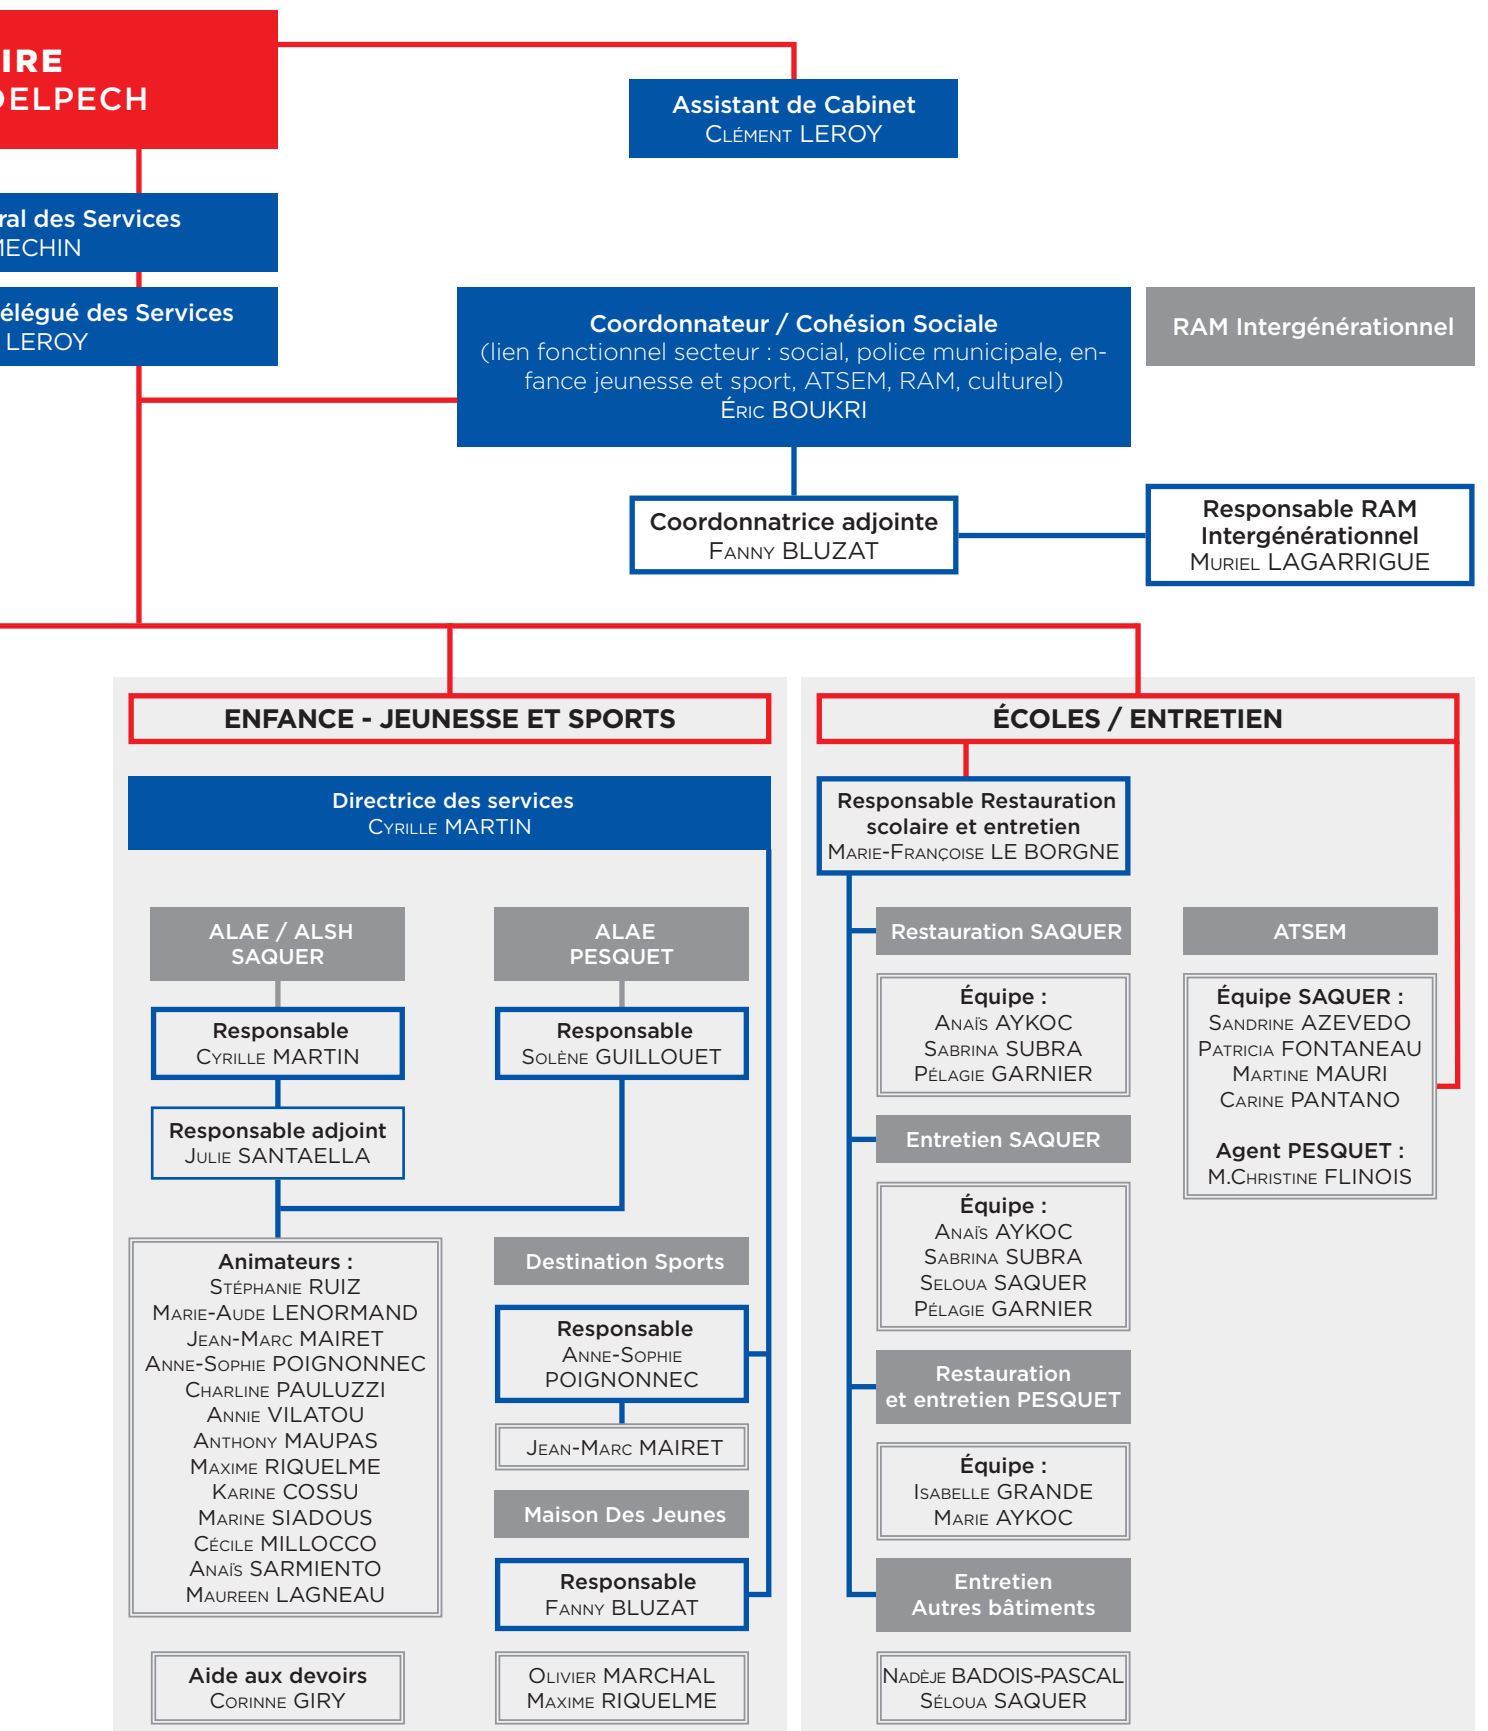 IRE
DELPECH
Assistant de Cabinet
Clément LEROY
ral des Services
MECHIN
élégué des Services
LEROY
Coordonnateur / Cohésion Sociale
(lien fonctionnel secteur : social, police municipale, en-
fance jeunesse et sport, ATSEM, RAM, culturel)
Éric BOUKRI
RAM Intergénérationnel
Coordonnatrice adjointe
Fanny BLUZAT
Responsable RAM
Intergénérationnel
Muriel LAGARRIGUE
ENFANCE - JEUNESSE ET SPORTS
Directrice des services
Cyrille MARTIN
ALAE / ALSH
SAQUER
Responsable
Cyrille MARTIN
Responsable adjoint
Julie SANTAELLA
ALAE
PESQUET
Responsable
Solène GUILLOUET
Animateurs :
Stéphanie RUIZ
Marie-Aude LENORMAND
Jean-Marc MAIRET
Anne-Sophie POIGNONNEC
Charline PAULUZZI
Annie VILATOU
Anthony MAUPAS
Maxime RIQUELME
Karine COSSU
Marine SIADOUS
Cécile MILLOCCO
Anaïs SARMIENTO
Maureen LAGNEAU
Aide aux devoirs
Corinne GIRY
Destination Sports
Responsable
Anne-Sophie
POIGNONNEC
Jean-Marc MAIRET
Maison Des Jeunes
Responsable
Fanny BLUZAT
Olivier MARCHAL
Maxime RIQUELME
ÉCOLES / ENTRETIEN
Responsable Restauration
scolaire et entretien
Marie-Françoise LE BORGNE
Restauration SAQUER
Équipe :
Anaïs AYKOC
Sabrina SUBRA
Pélagie GARNIER
Entretien SAQUER
Équipe :
Anaïs AYKOC
Sabrina SUBRA
Seloua SAQUER
Pélagie GARNIER
Restauration
et entretien PESQUET
Équipe :
Isabelle GRANDE
Marie AYKOC
Entretien
Autres bâtiments
Nadèje BADOIS-PASCAL
Séloua SAQUER
ATSEM
Équipe SAQUER :
Sandrine AZEVEDO
Patricia FONTANEAU
Martine MAURI
Carine PANTANO
Agent PESQUET :
M.Christine FLINOIS